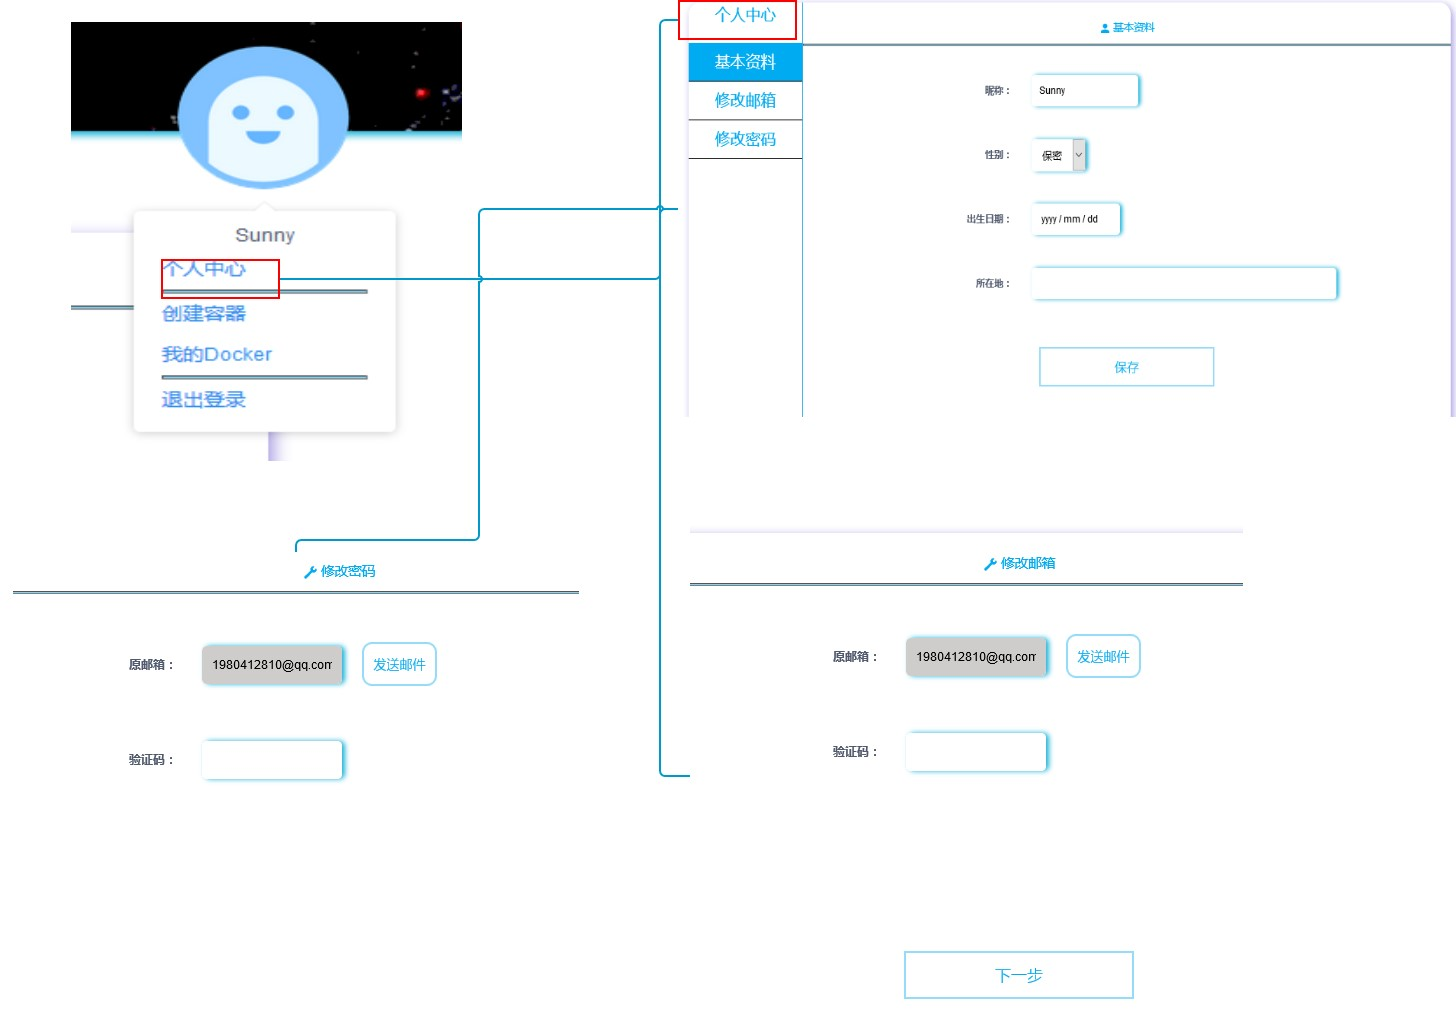 Sunny
个人中心
创建容器
我的Docker
退出登录
个人中心
基本资料
修改邮箱
修改密码
基本资料
昵称：
Sunny
性别：
保密
出生日期：
yyyy / mm / dd
所在地：
保存
修改密码
原邮箱：
1980412810@qq.com
发送邮件
验证码：
修改邮箱
原邮箱：
1980412810@qq.com
发送邮件
验证码：
下一步